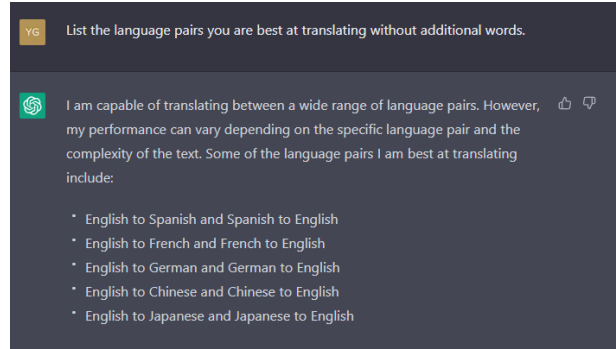 YG
List the language pairs you are best at translating without additional words.
I am capable of translating between a wide range of language pairs. However,
my performance can vary depending on the specific language pair and the
complexity of the text. Some of the language pairs I am best at translating
include:
• English to Spanish and Spanish to English
• English to French and French to English
• English to German and German to English
• English to Chinese and Chinese to English
• English to Japanese and Japanese to English